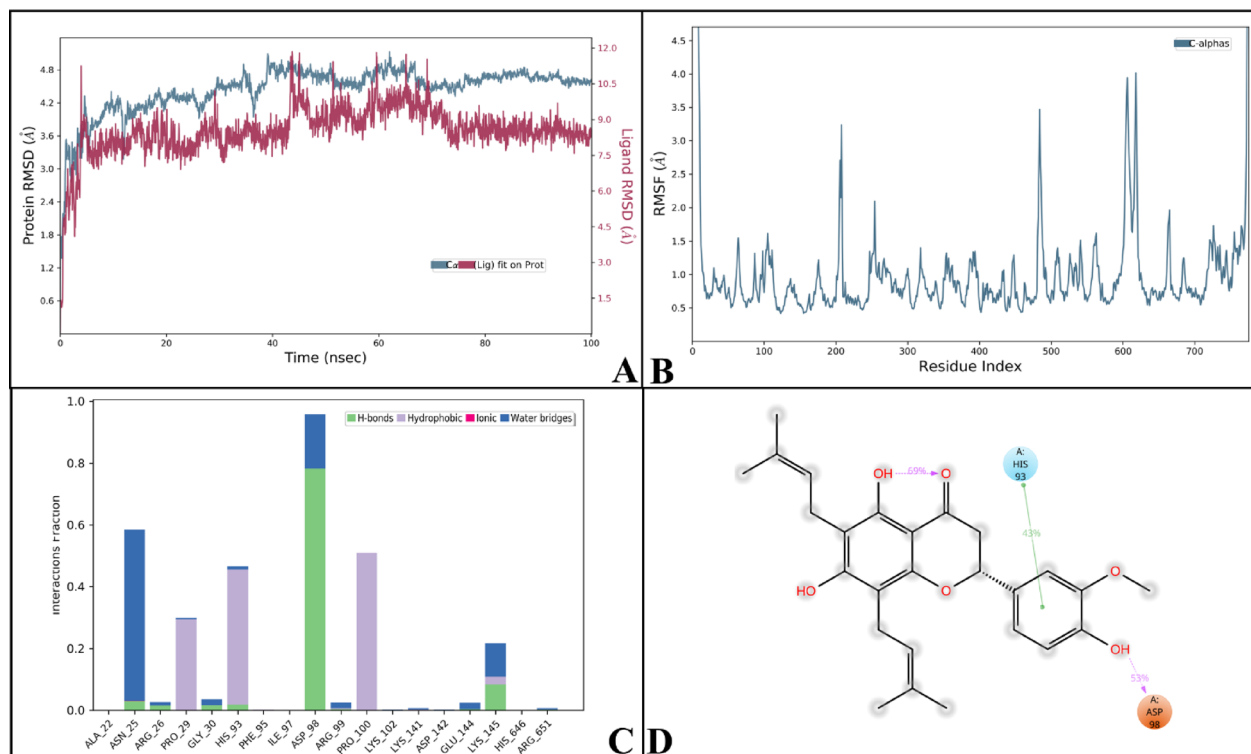 4.8
4.2
3.6
3.0
2.4
1.8
1.2
0.6
Protein RMSD (Å)
12.0
10.5
9.0
7.5
6.0
4.5
3.0
1.5
Ligand RMSD (Å)
Cα (Lig) fit on Prot
0 20 40 60 80 100
Time (nsec)
A
4.5
4.0
3.5
3.0
2.5
2.0
1.5
1.0
0.5
RMSF (Å)
C-alphas
0 100 200 300 400 500 600 700
Residue Index
B
1.0
0.8
0.6
0.4
0.2
0.0
Interactions Fraction
H-bonds Hydrophobic Ionic Water bridges
ALA_22 ASN_25 ARG_26 PRO_29 GLY_30 HIS_93 PHE_95 ILE_97 ASP_98 ARG_99 PRO_100 LYS_102 LYS_141 ASP_142 GLU_144 LYS_145 HIS_646 ARG_651
C
OH 69% O
A:
HIS
93
43%
HO O O
OH
53%
A:
ASP
98
D